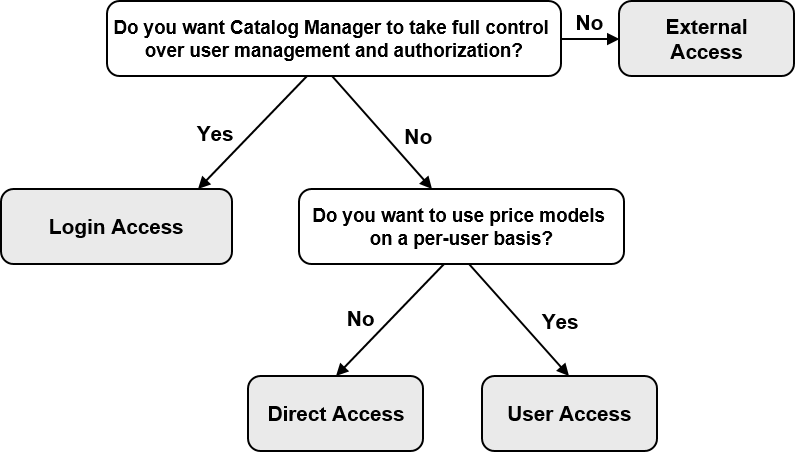 Do you want Catalog Manager to take full control
over user management and authorization?
No
External
Access
Yes
No
Login Access
Do you want to use price models
on a per-user basis?
No
Yes
Direct Access
User Access